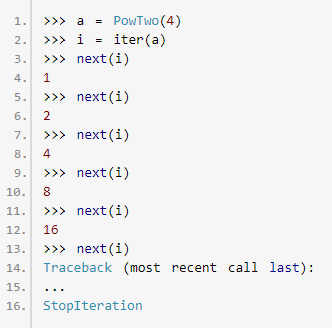 1. >>> a = PowTwo(4)
2. >>> i = iter(a)
3. >>> next(i)
4. 1
5. >>> next(i)
6. 2
7. >>> next(i)
8. 4
9. >>> next(i)
10. 8
11. >>> next(i)
12. 16
13. >>> next(i)
14. Traceback (most recent call last):
15. ...
16. StopIteration